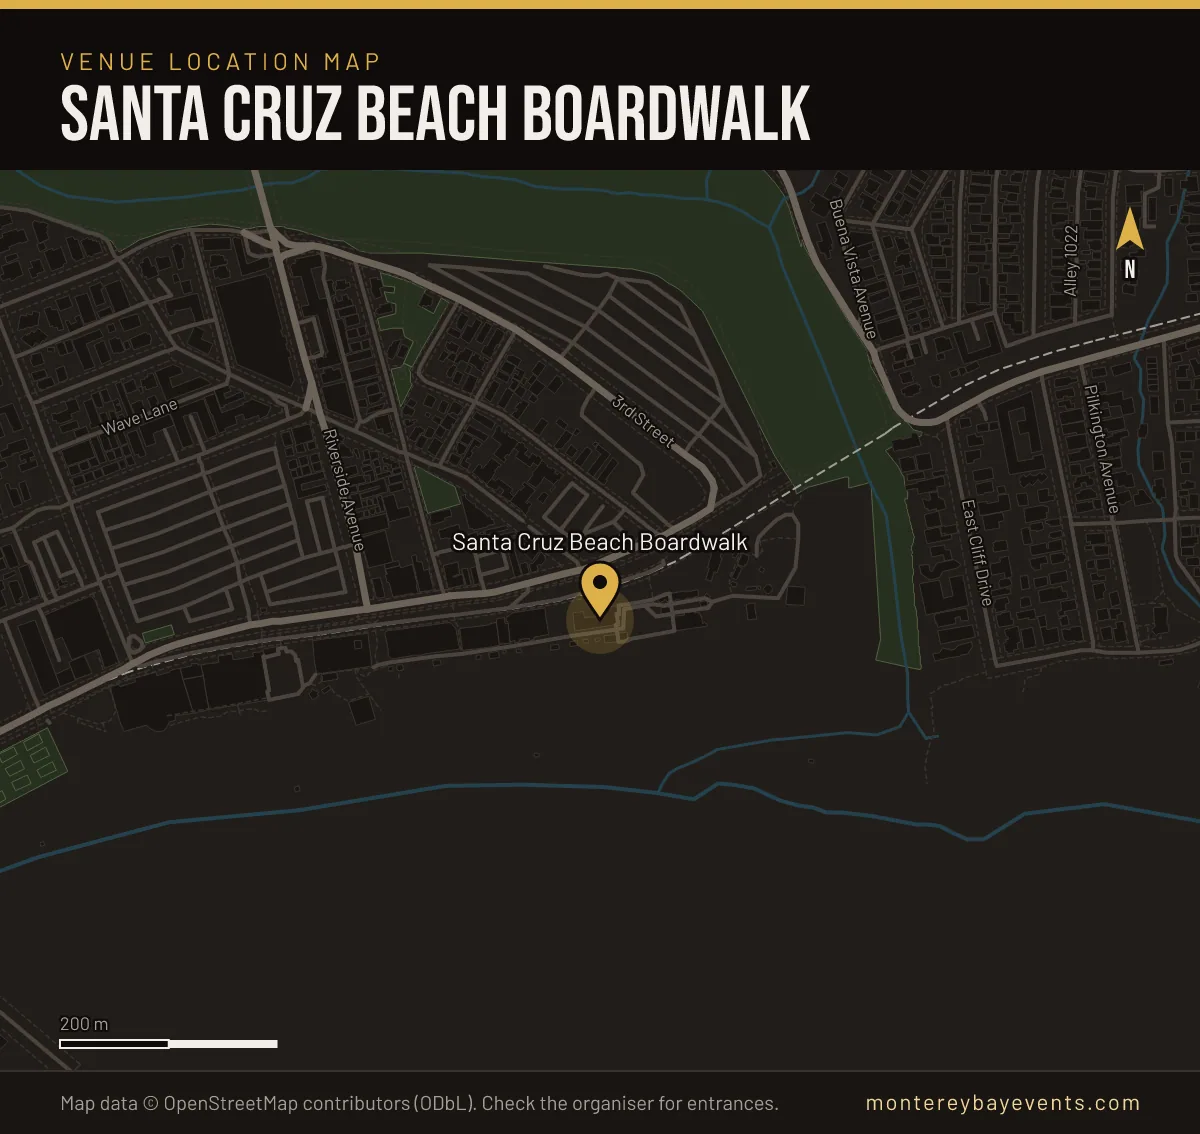 VENUE LOCATION MAP
SANTA CRUZ BEACH BOARDWALK
Buena Vista Avenue
Alley 1022
N
Wave Lane
3rd Street
Pilkington Avenue
Riverside Avenue
East Cliff Drive
Santa Cruz Beach Boardwalk
200 m
Map data © OpenStreetMap contributors (ODbL). Check the organiser for entrances.
montereybayevents.com